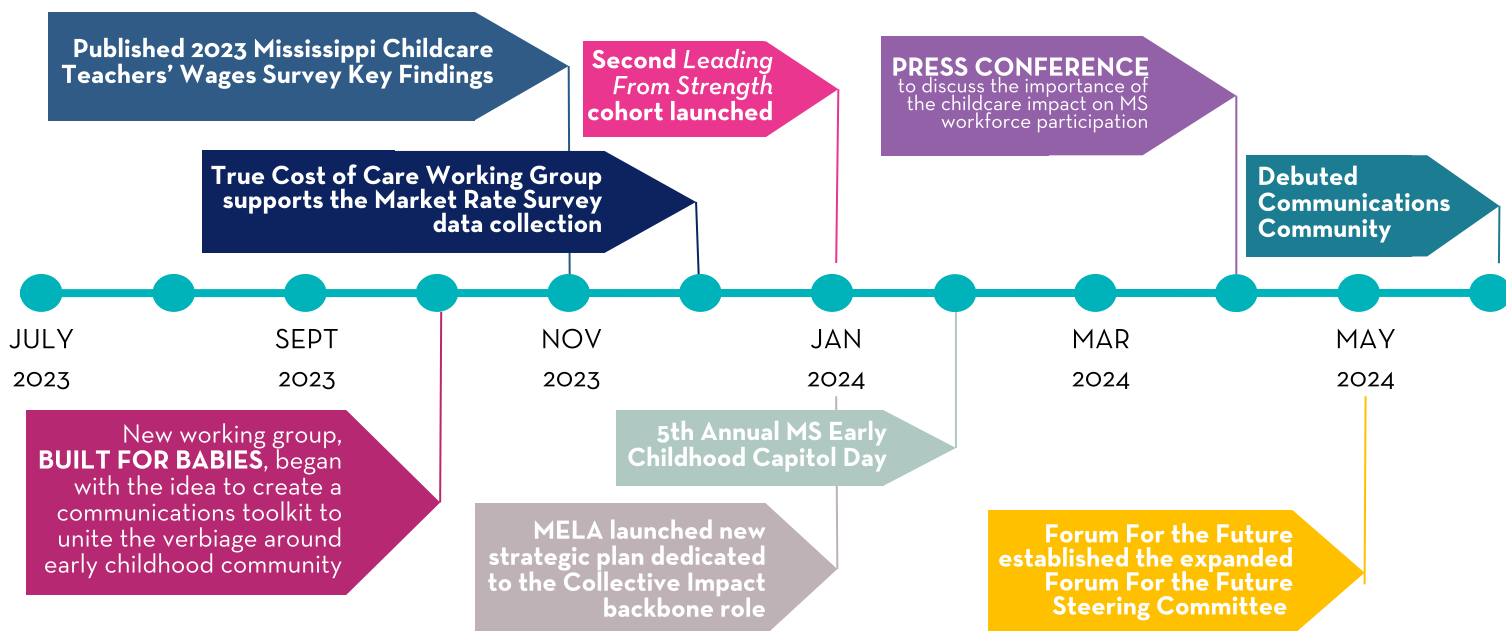 Published 2023 Mississippi Childcare
Teachers' Wages Survey Key Findings
Second Leading
From Strength
cohort launched
PRESS CONFERENCE
to discuss the importance of
the childcare impact on MS
workforce participation
True Cost of Care Working Group
supports the Market Rate Survey
data collection
Debuted
Communications
Community
JULY
2023
SEPT
2023
NOV
2023
JAN
2024
MAR
2024
MAY
2024
New working group,
BUILT FOR BABIES, began
with the idea to create a
communications toolkit to
unite the verbiage around
early childhood community
5th Annual MS Early
Childhood Capitol Day
MELA launched new
strategic plan dedicated
to the Collective Impact
backbone role
Forum For the Future
established the expanded
Forum For the Future
Steering Committee